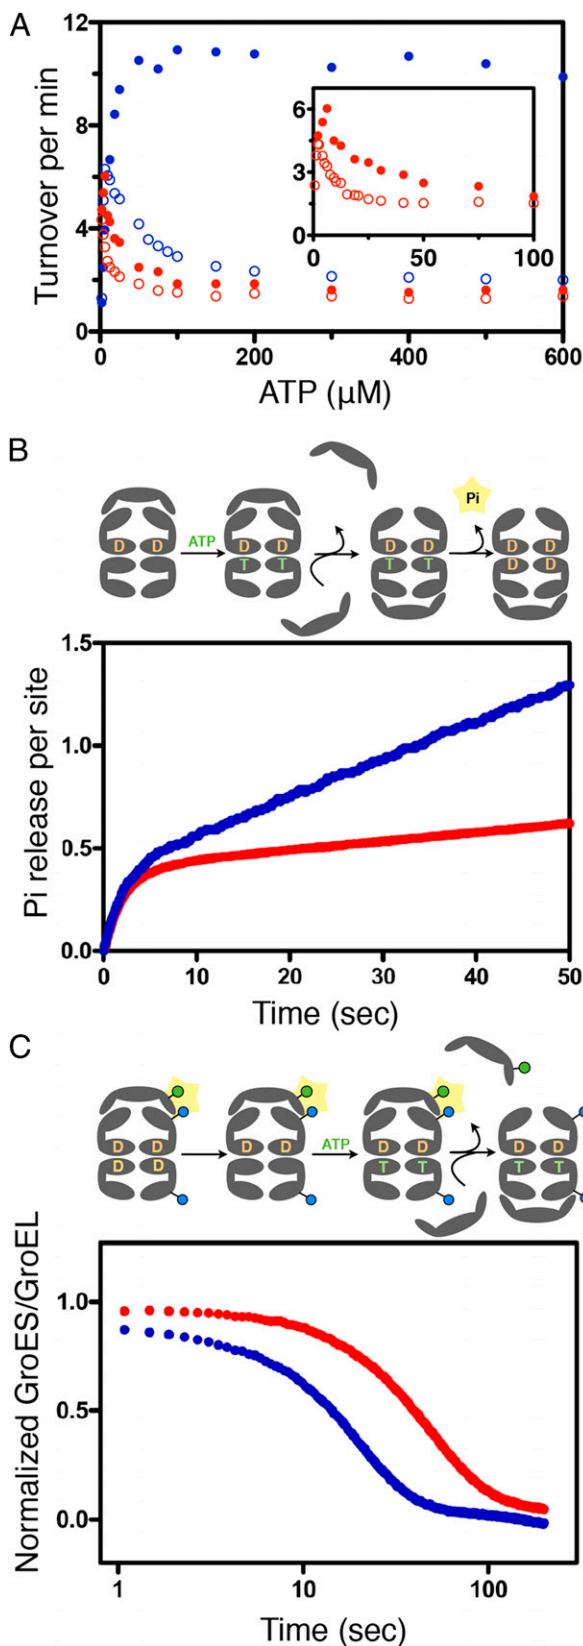 A
Turnover per min
12
8
4
0
0 200 400 600
ATP (µM)
6
3
0
0 50 100
B
D D
ATP
D D
T T
D D
T T
Pi
D D
D D
Pi release per site
1.5
1.0
0.5
0.0
0 10 20 30 40 50
Time (sec)
C
D D
D D
D D
ATP
D D
T T
D D
T T
Normalized GroES/GroEL
1.0
0.5
0.0
1 10 100
Time (sec)